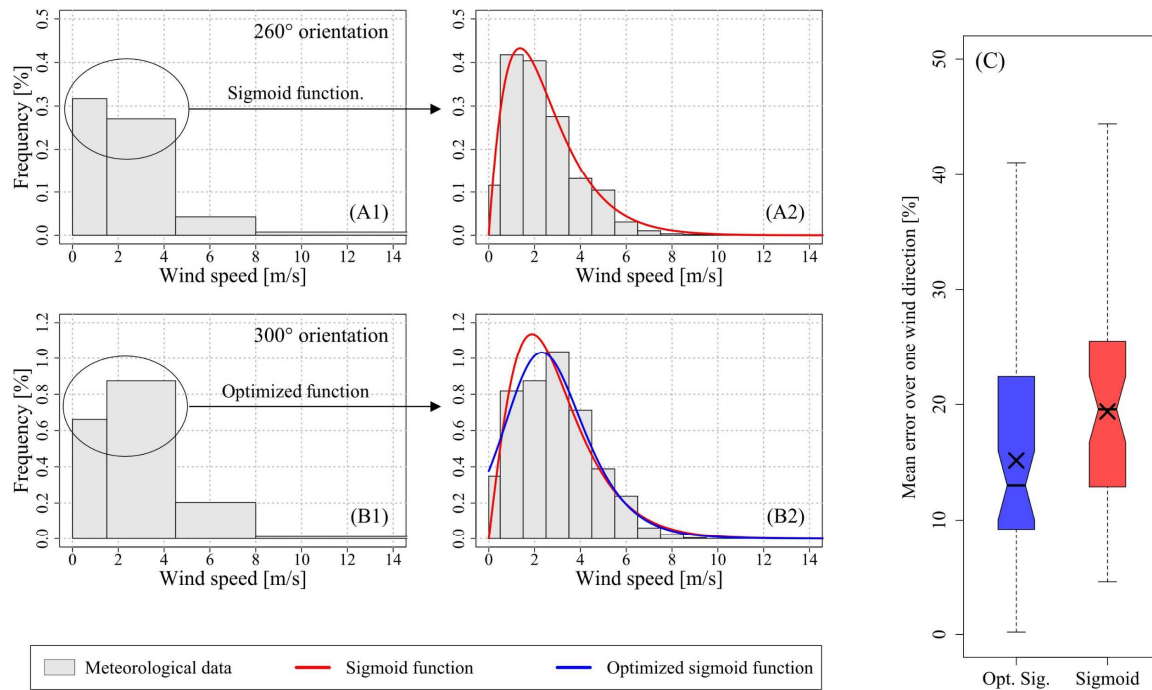 260° orientation
Frequency [%]
0.0 0.1 0.2 0.3 0.4 0.5
Sigmoid function.
(A1)
0 2 4 6 8 10 12 14
Wind speed [m/s]
0.0 0.1 0.2 0.3 0.4 0.5
(A2)
0 2 4 6 8 10 12 14
Wind speed [m/s]
300° orientation
Frequency [%]
0.0 0.2 0.4 0.6 0.8 1.0 1.2
Optimized function
(B1)
0 2 4 6 8 10 12 14
Wind speed [m/s]
0.0 0.2 0.4 0.6 0.8 1.0 1.2
(B2)
0 2 4 6 8 10 12 14
Wind speed [m/s]
(C)
Mean error over one wind direction [%]
0 10 20 30 40 50
Opt. Sig. Sigmoid
Meteorological data Sigmoid function Optimized sigmoid function